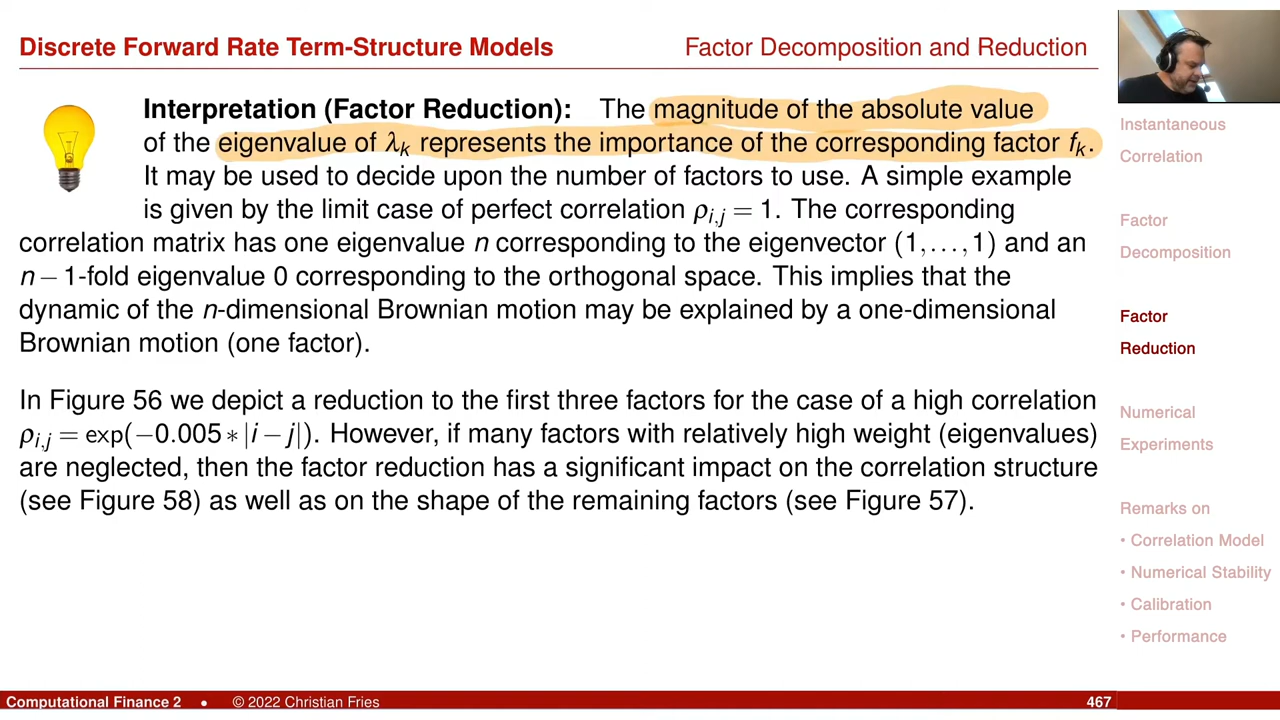 Discrete Forward Rate Term-Structure Models
Factor Decomposition and Reduction
Interpretation (Factor Reduction): The magnitude of the absolute value
of the eigenvalue of λk represents the importance of the corresponding factor fk.
It may be used to decide upon the number of factors to use. A simple example
is given by the limit case of perfect correlation ρi,j = 1. The corresponding
correlation matrix has one eigenvalue n corresponding to the eigenvector (1,...,1) and an
n − 1-fold eigenvalue 0 corresponding to the orthogonal space. This implies that the
dynamic of the n-dimensional Brownian motion may be explained by a one-dimensional
Brownian motion (one factor).
In Figure 56 we depict a reduction to the first three factors for the case of a high correlation
ρi,j = exp(−0.005 ∗ |i − j|). However, if many factors with relatively high weight (eigenvalues)
are neglected, then the factor reduction has a significant impact on the correlation structure
(see Figure 58) as well as on the shape of the remaining factors (see Figure 57).
Instantaneous
Correlation
Factor
Decomposition
Factor
Reduction
Numerical
Experiments
Remarks on
• Correlation Model
• Numerical Stability
• Calibration
• Performance
Computational Finance 2 • © 2022 Christian Fries
467